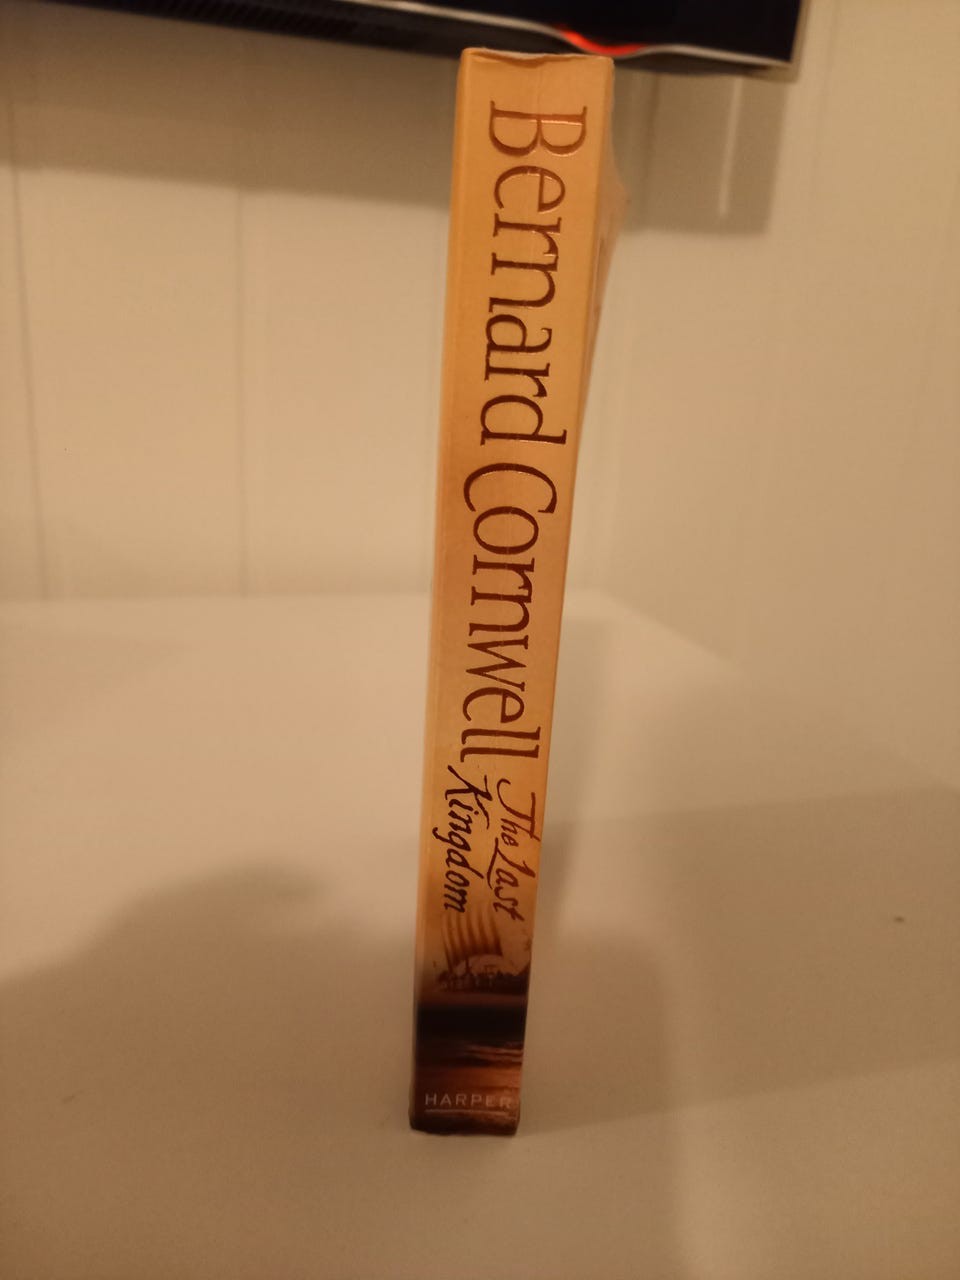 Bernard Cornwell
The Last
Kingdom
HARPER